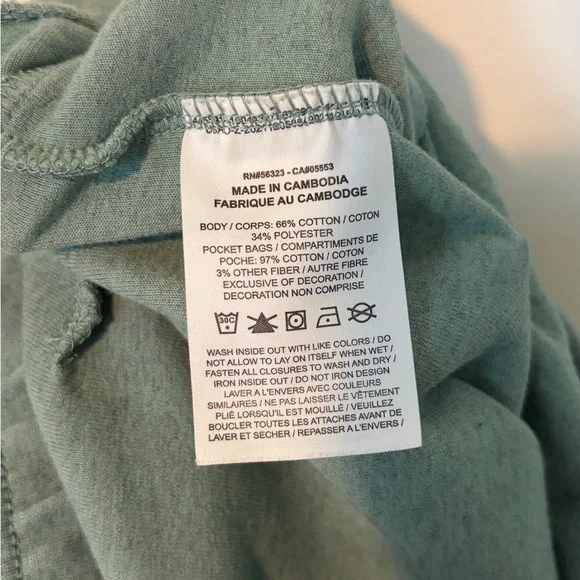 RN#56323 - CA#05553
MADE IN CAMBODIA
FABRIQUE AU CAMBODGE
BODY / CORPS: 66% COTTON / COTON
34% POLYESTER
POCKET BAGS / COMPARTIMENTS DE
POCHE: 97% COTTON / COTON
3% OTHER FIBER / AUTRE FIBRE
EXCLUSIVE OF DECORATION /
DECORATION NON COMPRISE
30C
WASH INSIDE OUT WITH LIKE COLORS / DO
NOT ALLOW TO LAY ON ITSELF WHEN WET /
FASTEN ALL CLOSURES TO WASH AND DRY /
IRON INSIDE OUT / DO NOT IRON DESIGN
LAVER A L'ENVERS AVEC COULEURS
SIMILAIRES / NE PAS LAISSER LE VÊTEMENT
PLIÉ LORSQU'IL EST MOUILLÉ / VEUILLEZ
BOUCLER TOUTES LES ATTACHES AVANT DE
LAVER ET SECHER / REPASSER A L'ENVERS /